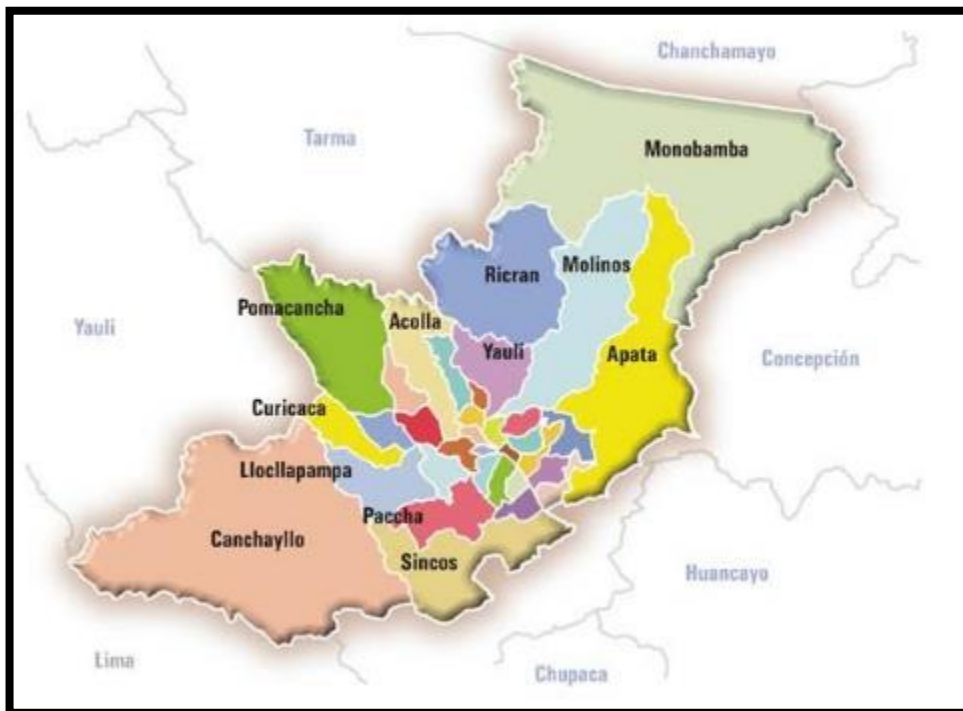 Chanchamayo
Tarma
Monobamba
Ricran
Molinos
Pomacancha
Acolla
Yauli
Yauli
Apata
Concepción
Curicaca
Llocllapampa
Paccha
Canchayllo
Sincos
Huancayo
Lima
Chupaca